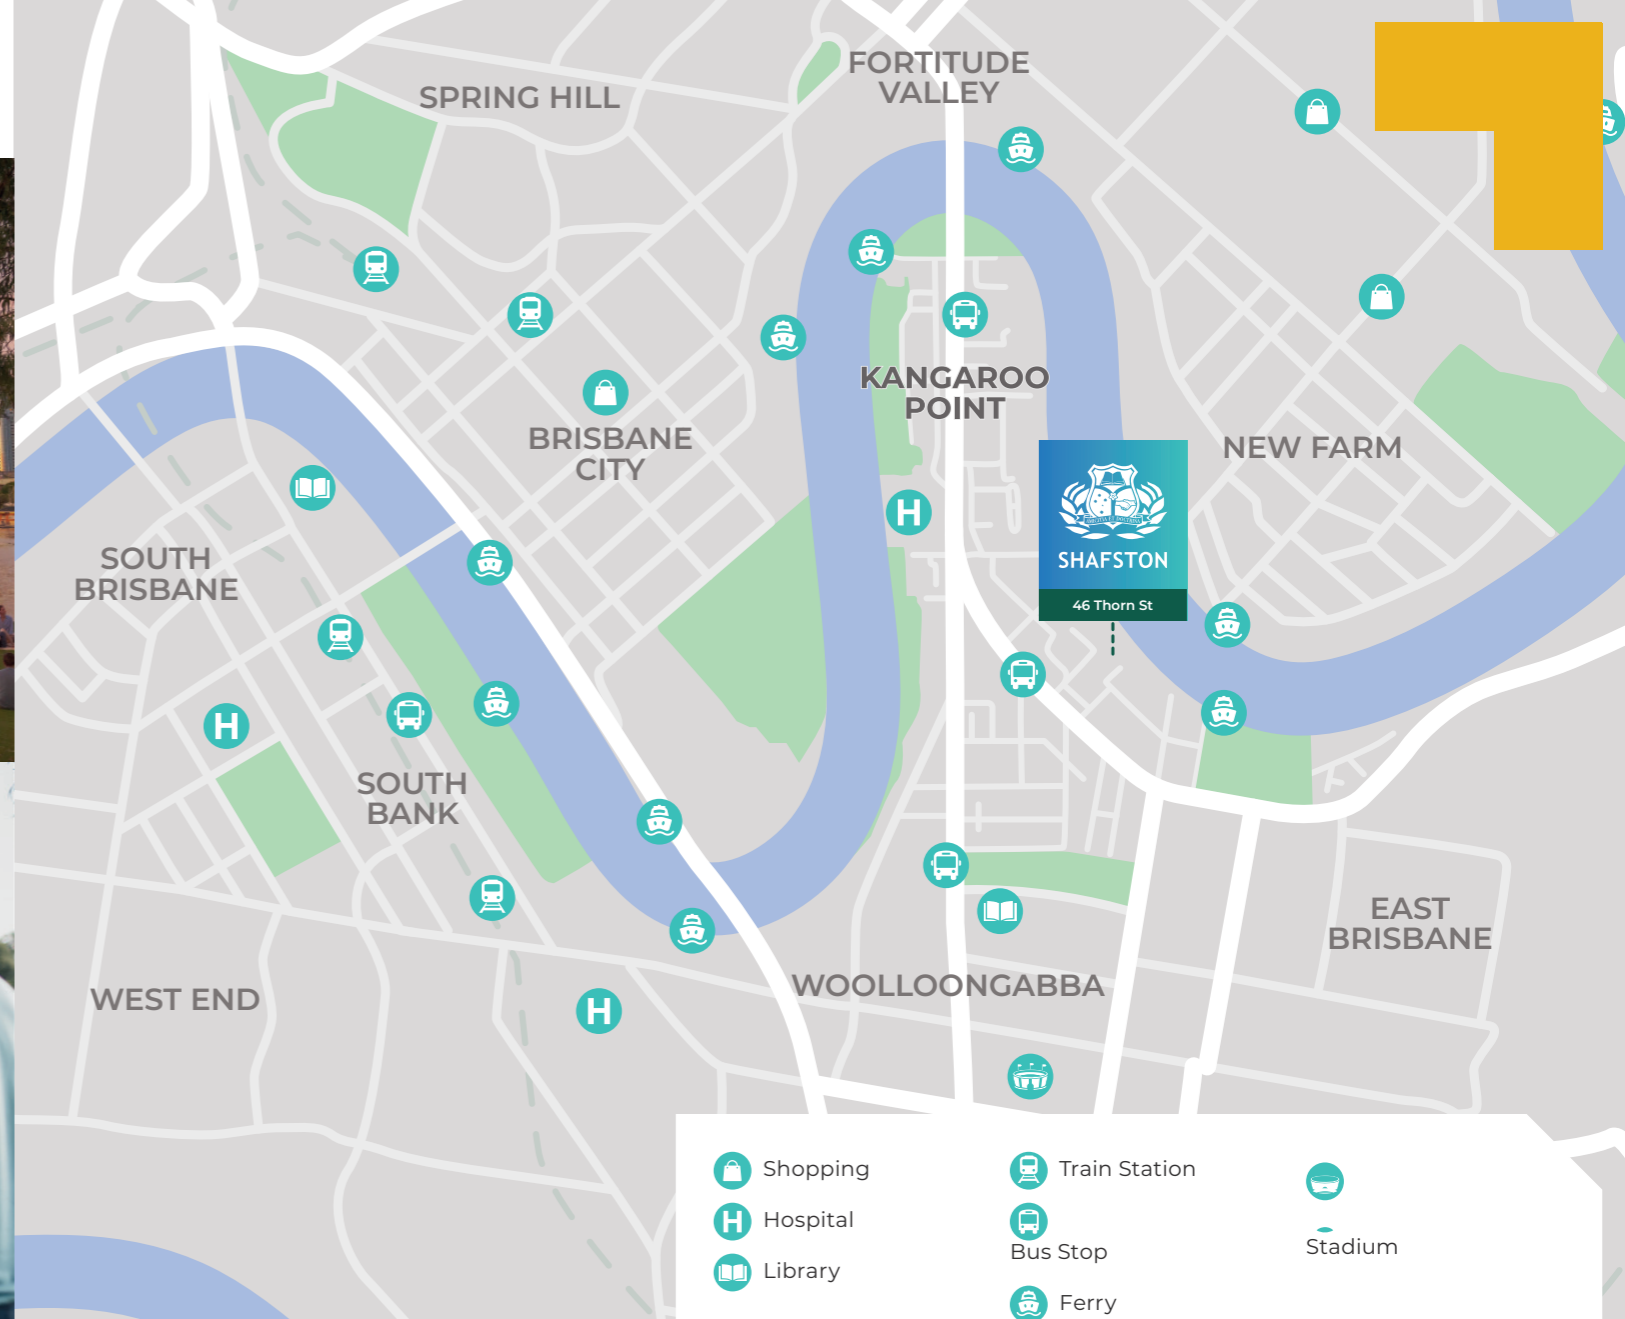 FORTITUDE
VALLEY
SPRING HILL
KANGAROO
POINT
BRISBANE
CITY
NEW FARM
SHAFSTON
46 Thorn St
SOUTH
BRISBANE
SOUTH
BANK
EAST
BRISBANE
WOOLLOONGABBA
WEST END
H
H
H
Shopping
H Hospital
Library
Train Station
Bus Stop
Ferry
Stadium